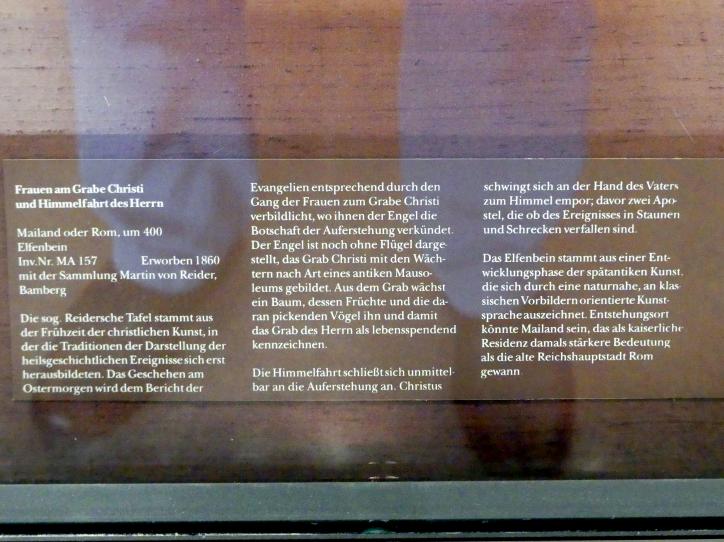 Frauen am Grabe Christi
und Himmelfahrt des Herrn
Mailand oder Rom, um 400
Elfenbein
Inv.Nr. MA 157 Erworben 1860
mit der Sammlung Martin von Reider,
Bamberg
Die sog. Reidersche Tafel stammt aus
der Frühzeit der christlichen Kunst, in
der die Traditionen der Darstellung der
heilsgeschichtlichen Ereignisse sich erst
herausbildeten. Das Geschehen am
Ostermorgen wird dem Bericht der
Evangelien entsprechend durch den
Gang der Frauen zum Grabe Christi
verbildlicht, wo ihnen der Engel die
Botschaft der Auferstehung verkündet.
Der Engel ist noch ohne Flügel darge-
stellt, das Grab Christi mit den Wäch-
tern nach Art eines antiken Mauso-
leums gebildet. Aus dem Grab wächst
ein Baum, dessen Früchte und die da-
ran pickenden Vögel ihn und damit
das Grab des Herrn als lebensspendend
kennzeichnen.
Die Himmelfahrt schließt sich unmittel-
bar an die Auferstehung an. Christus
schwingt sich an der Hand des Vaters
zum Himmel empor; davor zwei Apo-
stel, die ob des Ereignisses in Staunen
und Schrecken verfallen sind.
Das Elfenbein stammt aus einer Ent-
wicklungsphase der spätantiken Kunst,
die sich durch eine naturnahe, an klas-
sischen Vorbildern orientierte Kunst-
sprache auszeichnet. Entstehungsort
könnte Mailand sein, das als kaiserliche
Residenz damals stärkere Bedeutung
als die alte Reichshauptstadt Rom
gewann